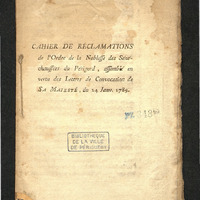 CAHIER DE RÉCLAMATIONS
de l'Ordre de la Noblesse des Séné-
chaussées du Périgord, assemblé en
vertu des Lettres de Convocation de
SA MAJESTÉ, du 24 Janv. 1789.
BIBLIOTHÈQUE
DE LA VILLE
DE PÉRIGUEUX